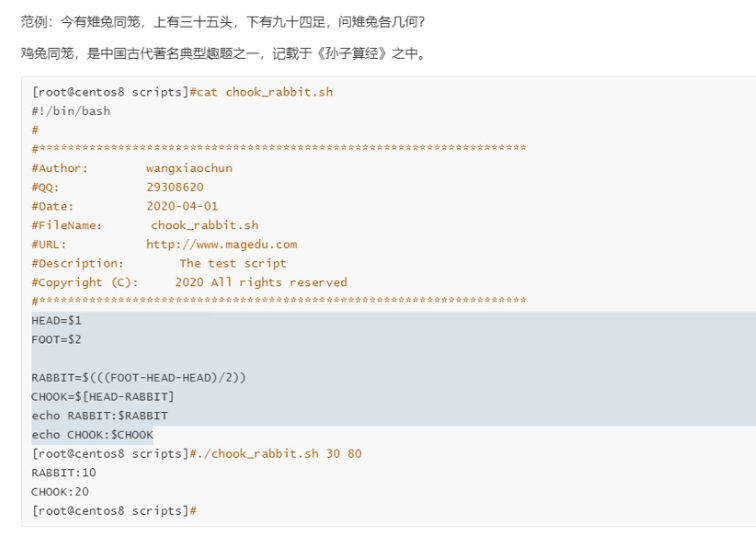 范例：今有雉兔同笼，上有三十五头，下有九十四足，问雉兔各几何？
鸡兔同笼，是中国古代著名典型趣题之一，记载于《孙子算经》之中。
[root@centos8 scripts]#cat chook_rabbit.sh
#!/bin/bash
#
#********************************************************************
#Author:        wangxiaochun
#QQ:            29308620
#Date:          2020-04-01
#FileName:       chook_rabbit.sh
#URL:           http://www.magedu.com
#Description:       The test script
#Copyright (C):     2020 All rights reserved
#********************************************************************
HEAD=$1
FOOT=$2
RABBIT=$(((FOOT-HEAD-HEAD)/2))
CHOOK=$[HEAD-RABBIT]
echo RABBIT:$RABBIT
echo CHOOK:$CHOOK
[root@centos8 scripts]#./chook_rabbit.sh 30 80
RABBIT:10
CHOOK:20
[root@centos8 scripts]#